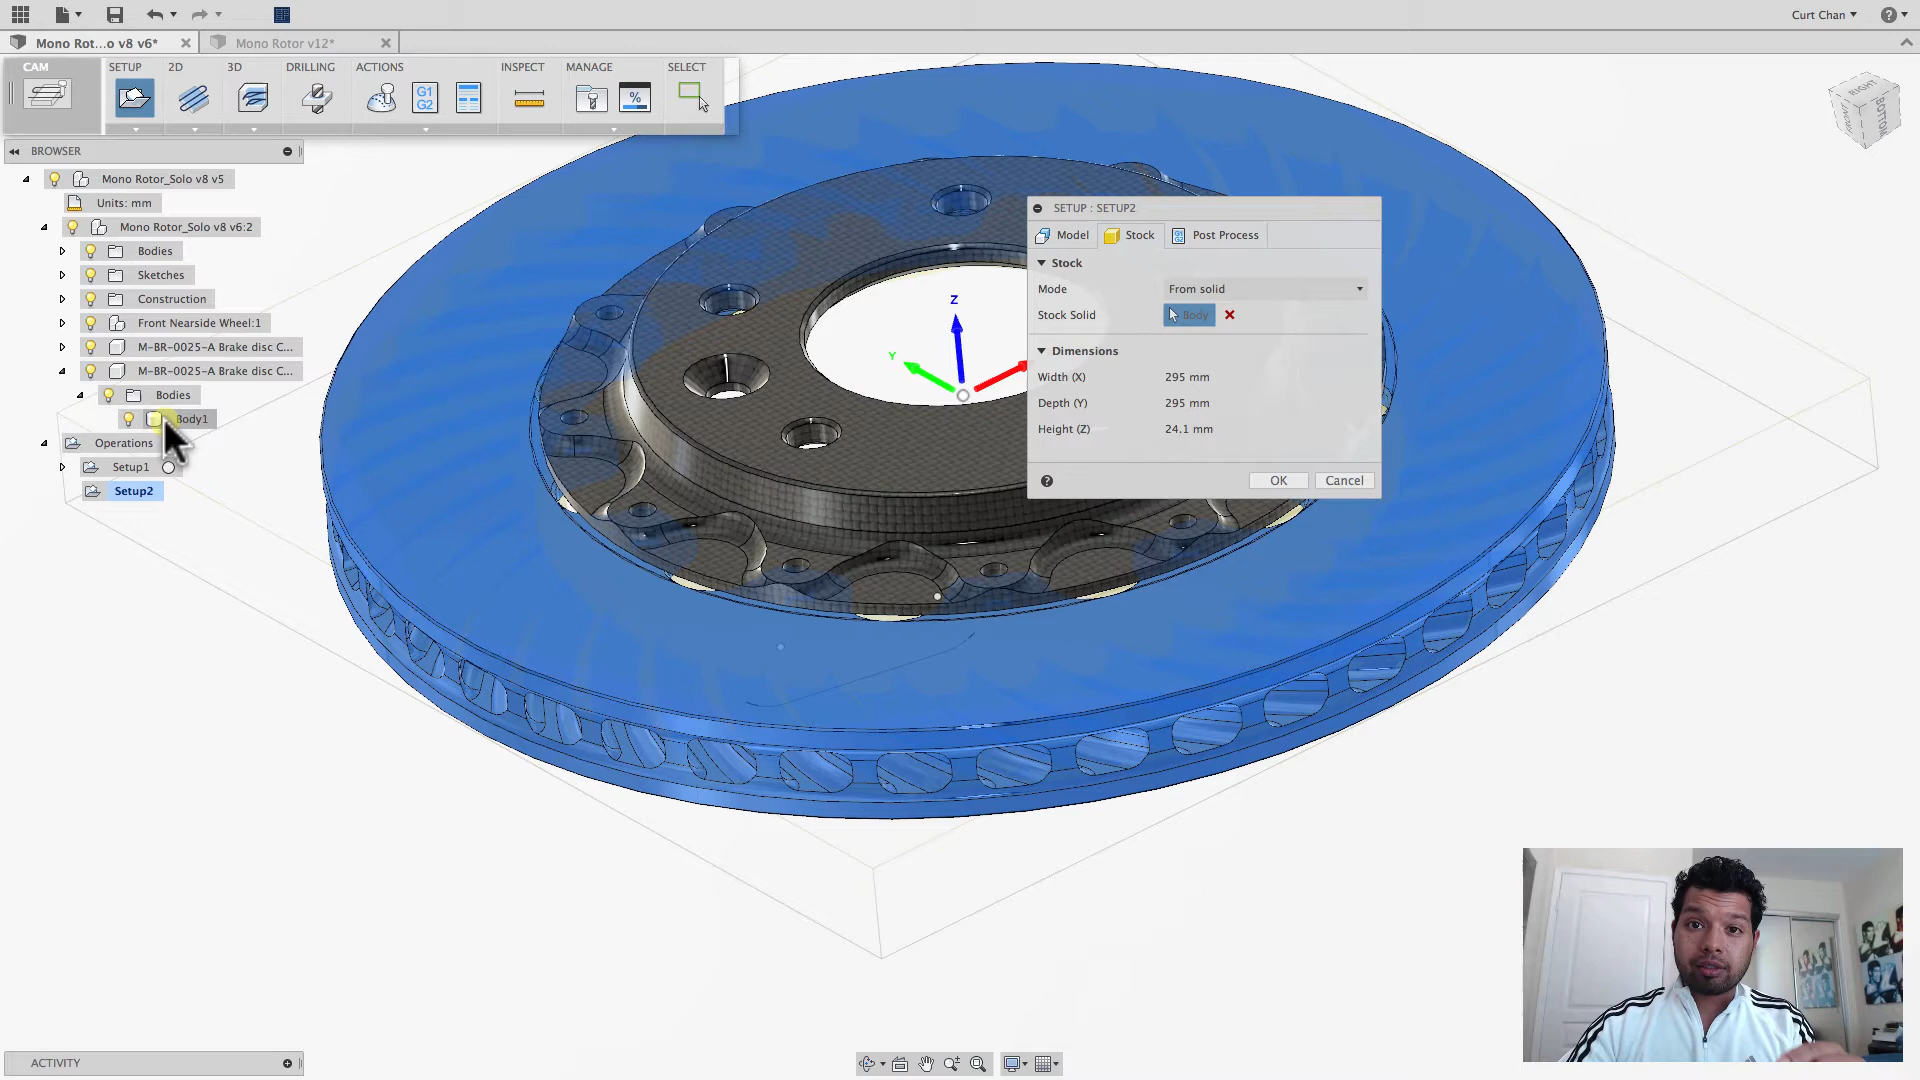 Curt Chan
Mono Rot...o v8 v6*
Mono Rotor v12*
CAM
SETUP
2D
3D
DRILLING
ACTIONS
INSPECT
MANAGE
SELECT
G1
G2
%
BROWSER
Mono Rotor_Solo v8 v5
Units: mm
Mono Rotor_Solo v8 v6:2
Bodies
Sketches
Construction
Front Nearside Wheel:1
M-BR-0025-A Brake disc C...
M-BR-0025-A Brake disc C...
Bodies
Body1
Operations
Setup1
Setup2
RIGHT
BOTTOM
FRONT
Z
Y
SETUP : SETUP2
Model
Stock
Post Process
Stock
Mode
From solid
Stock Solid
Body
Dimensions
Width (X)
295 mm
Depth (Y)
295 mm
Height (Z)
24.1 mm
OK
Cancel
ACTIVITY